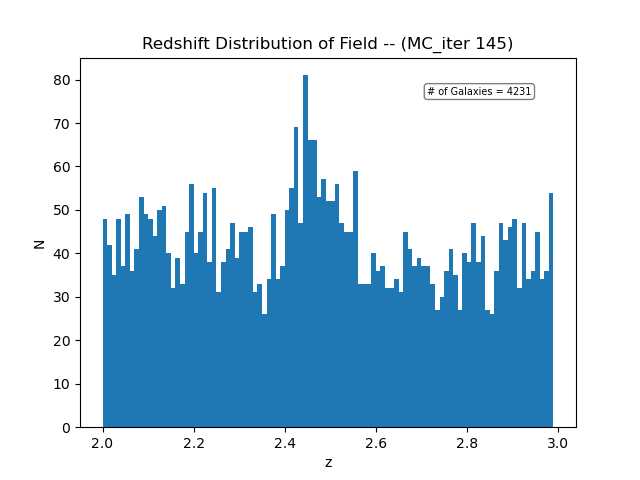 Redshift Distribution of Field -- (MC_iter 145)
# of Galaxies = 4231
80
70
60
50
40
30
20
10
0
N
2.0 2.2 2.4 2.6 2.8 3.0
z